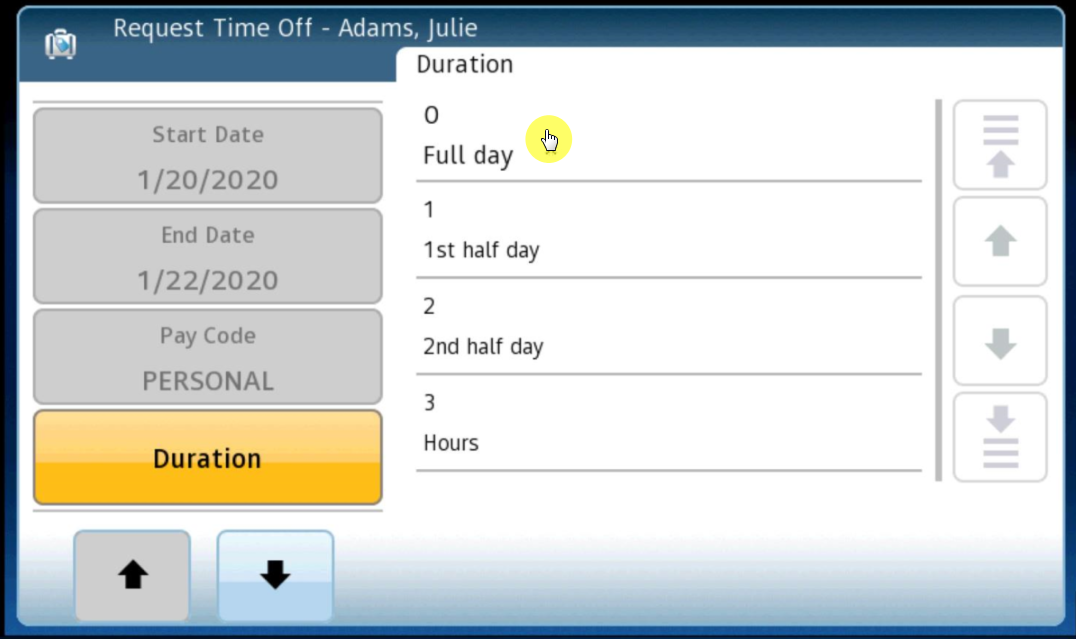 Request Time Off - Adams, Julie
Duration
Start Date
1/20/2020
End Date
1/22/2020
Pay Code
PERSONAL
Duration
0
Full day
1
1st half day
2
2nd half day
3
Hours